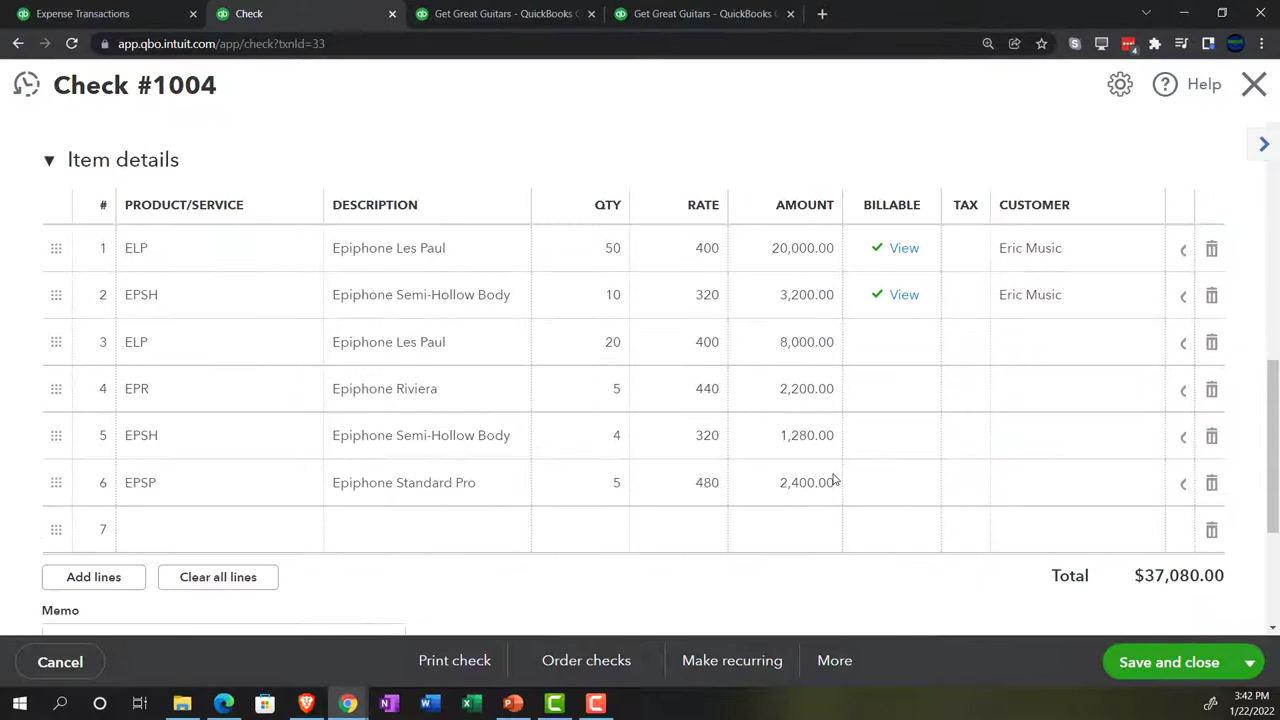 Expense Transactions
Check
Get Great Guitars - QuickBooks
Get Great Guitars - QuickBooks
app.qbo.intuit.com/app/check?txnId=33
4
Check #1004
Help
Item details
# PRODUCT/SERVICE DESCRIPTION QTY RATE AMOUNT BILLABLE TAX CUSTOMER
1 ELP Epiphone Les Paul 50 400 20,000.00 View Eric Music
2 EPSH Epiphone Semi-Hollow Body 10 320 3,200.00 View Eric Music
3 ELP Epiphone Les Paul 20 400 8,000.00
4 EPR Epiphone Riviera 5 440 2,200.00
5 EPSH Epiphone Semi-Hollow Body 4 320 1,280.00
6 EPSP Epiphone Standard Pro 5 480 2,400.00
7
Add lines Clear all lines Total $37,080.00
Memo
Cancel Print check Order checks Make recurring More Save and close
3:42 PM
1/22/2022